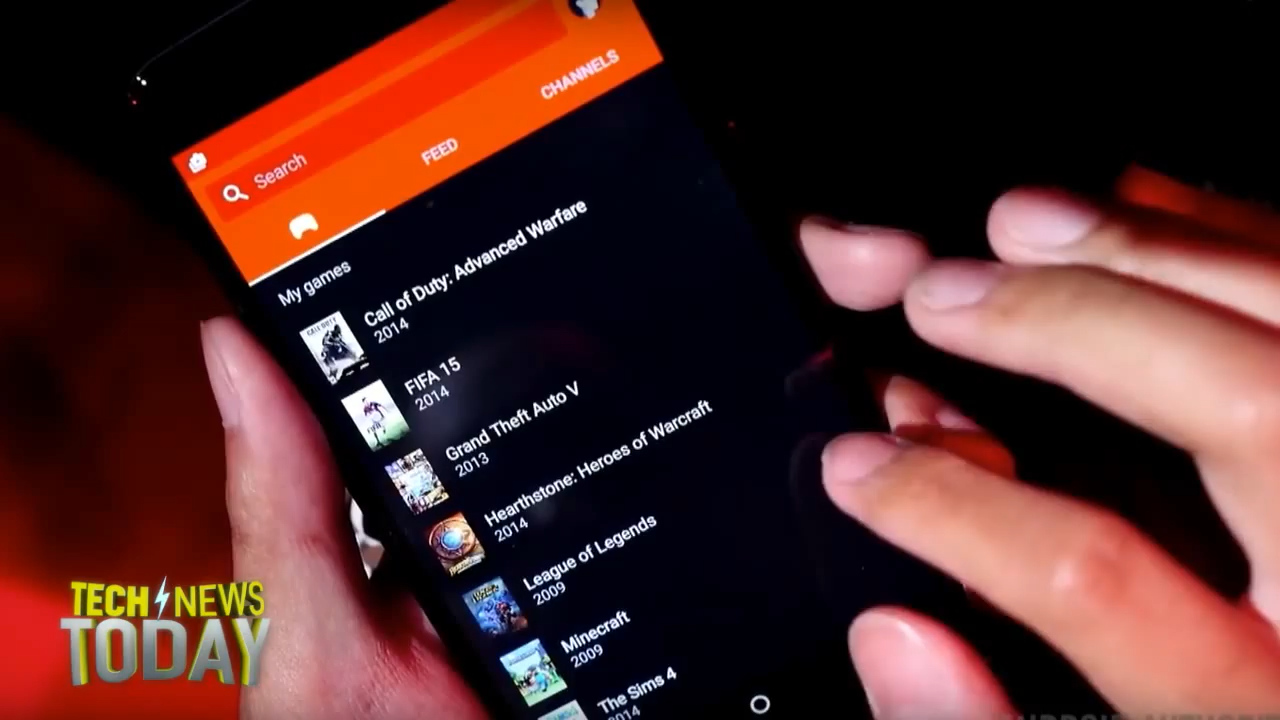 CHANNELS
FEED
Search
My games
Call of Duty: Advanced Warfare
2014
FIFA 15
2014
Grand Theft Auto V
2013
Hearthstone: Heroes of Warcraft
2014
League of Legends
2009
Minecraft
2009
The Sims 4
2014
TECH NEWS
TODAY